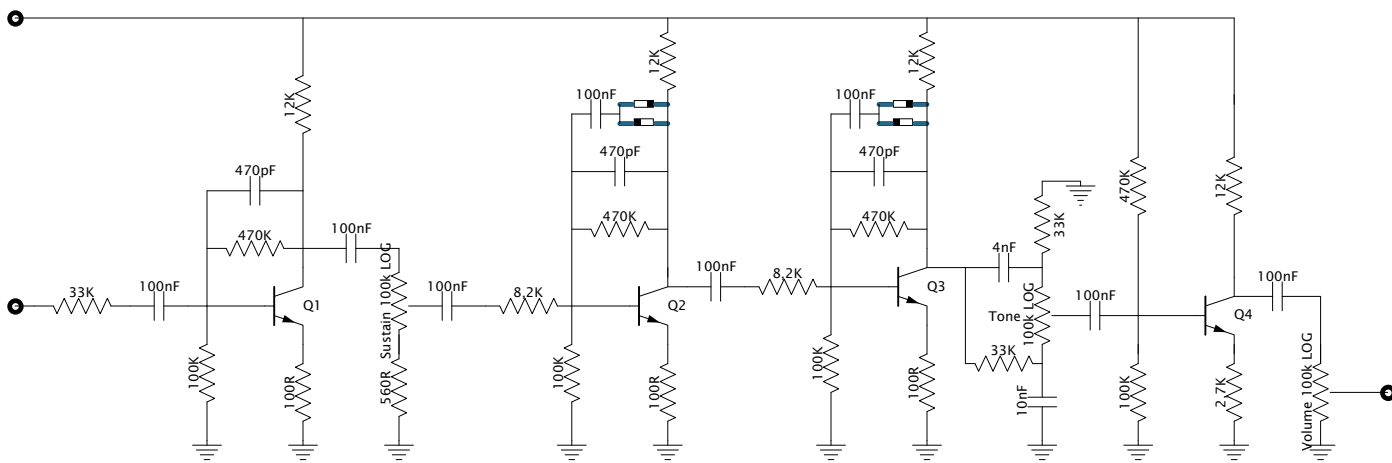 12K
12K
12K
100nF
100nF
470pF
470pF
470pF
470K
12K
33K
470K
470K
470K
100nF
4nF
33K
100nF
Q1
Sustain 100k LOG
100nF
8,2K
Q2
100nF
8,2K
Q3
Tone
100k LOG
100nF
Q4
100nF
33K
100K
100R
560R
100K
100R
100K
100R
10nF
100K
2.7K
Volume 100k LOG